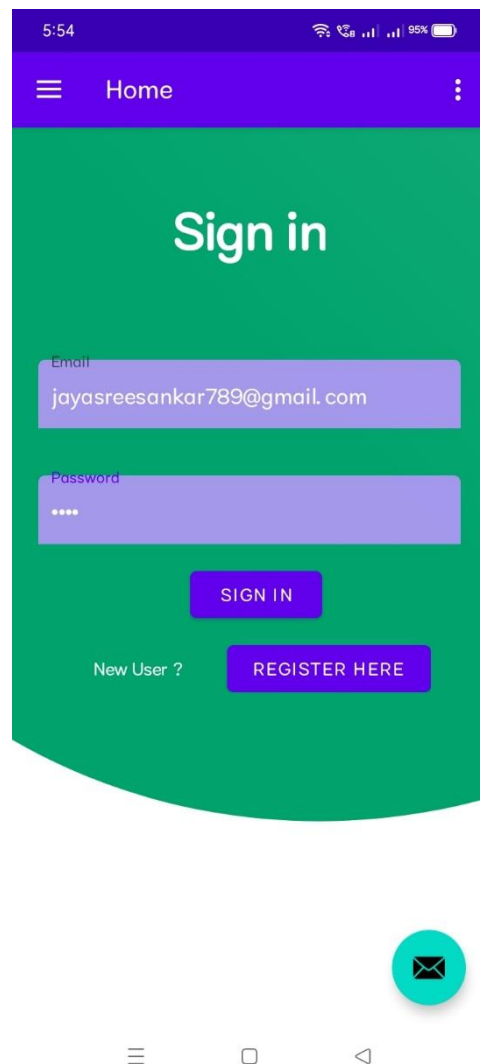 5:54 95%
Home
Sign in
Email
jayasreesankar789@gmail.com
Password
••••
SIGN IN
New User ? REGISTER HERE